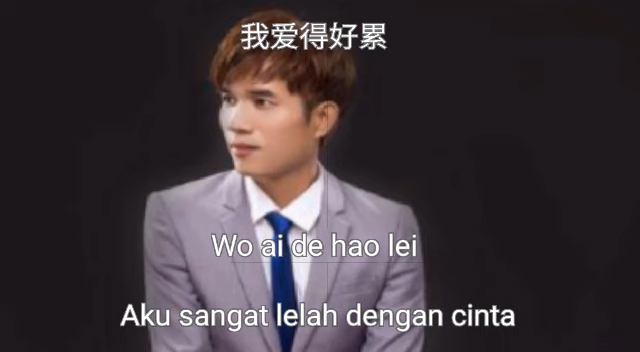 我爱得好累
Wo ai de hao lei
Aku sangat lelah dengan cinta